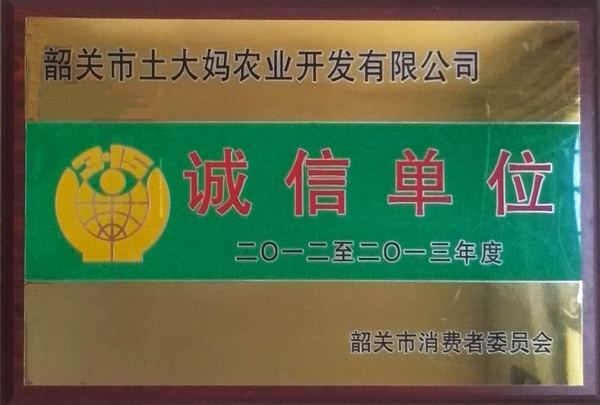 韶关市土大妈农业开发有限公司
3·15
诚信单位
二〇一二至二〇一三年度
韶关市消费者委员会